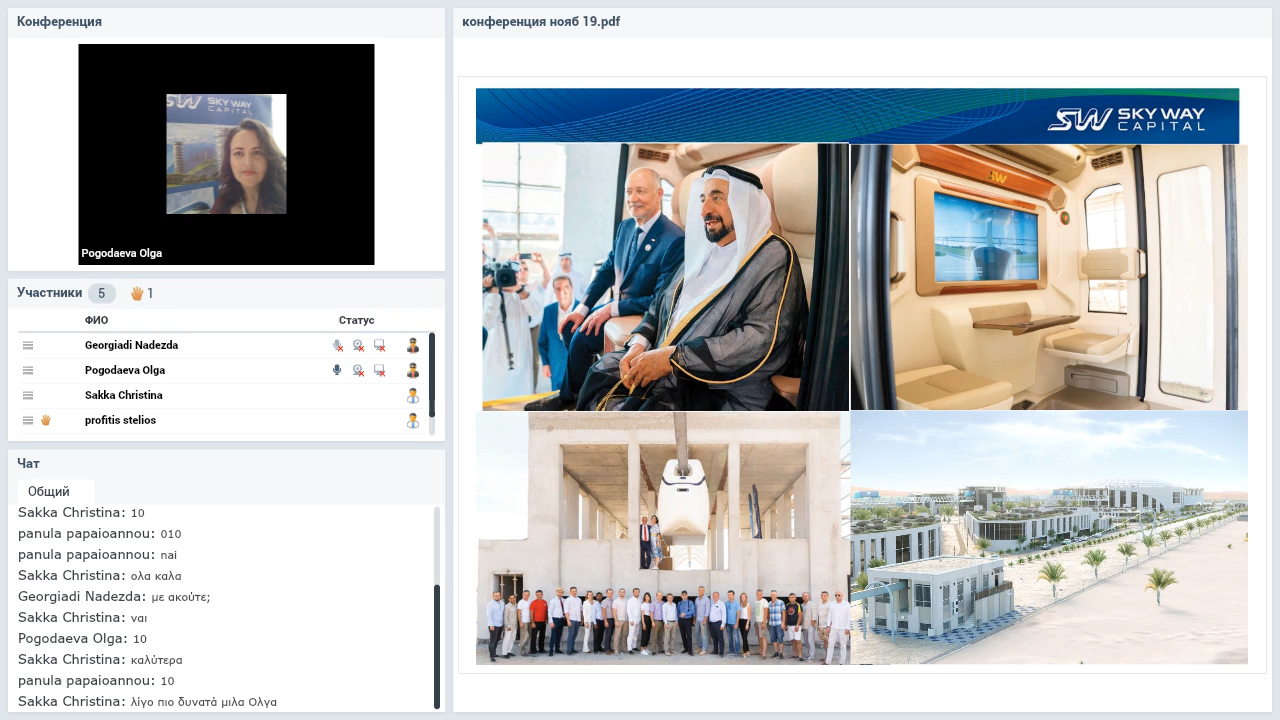 Конференция
SKY WAY
CAPITAL
Pogodaeva Olga
Участники 5 1
ФИО Статус
Georgiadi Nadezda
Pogodaeva Olga
Sakka Christina
profitis stelios
Чат
Общий
Sakka Christina: 10
panula papaioannou: 010
panula papaioannou: nai
Sakka Christina: ολα καλα
Georgiadi Nadezda: με ακούτε;
Sakka Christina: ναι
Pogodaeva Olga: 10
Sakka Christina: καλύτερα
panula papaioannou: 10
Sakka Christina: λίγο πιο δυνατά μιλα Ολγα
конференция нояб 19.pdf
SW SKY WAY
CAPITAL
SW